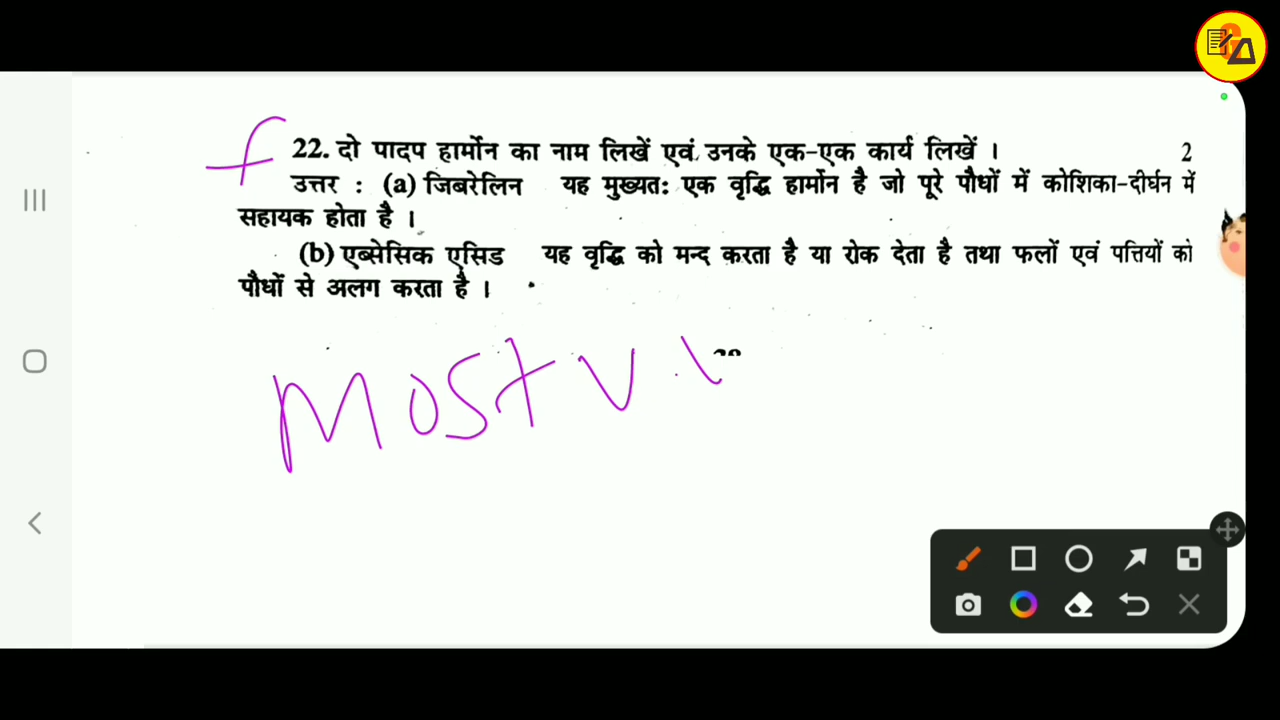 22. दो पादप हार्मोन का नाम लिखें एवं उनके एक-एक कार्य लिखें । 2
उत्तर : (a) जिबरेलिन यह मुख्यतः एक वृद्धि हार्मोन है जो पूरे पौधों में कोशिका-दीर्घन में
सहायक होता है ।
(b) एब्सेसिक एसिड यह वृद्धि को मन्द करता है या रोक देता है तथा फलों एवं पत्तियों को
पौधों से अलग करता है ।
MOST V.